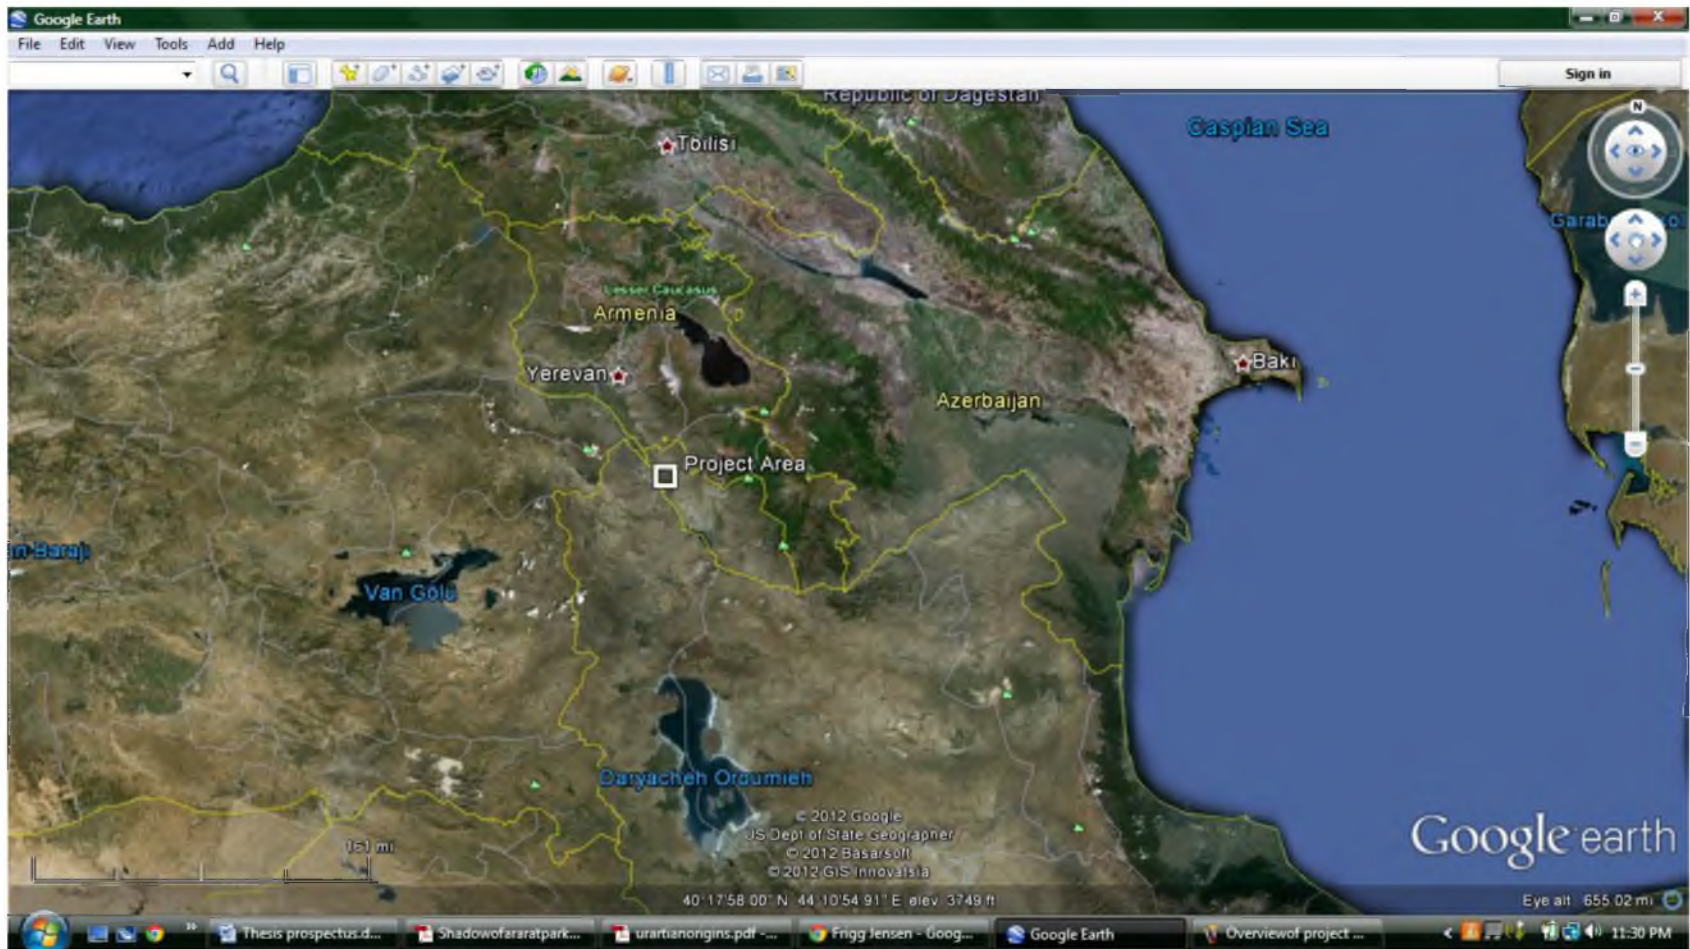 Google Earth
File Edit View Tools Add Help
Sign in
Republic of Dagestan
N
Caspian Sea
Tbilisi
Lesser Caucasus
Armenia
Yerevan
Baki
Azerbaijan
Project Area
Van Gölü
Daryacheh Oroumieh
© 2012 Google
US Dept of State Geographer
© 2012 Basarsoft
© 2012 GIS Innovatsia
Google earth
161 mi
40°17'58.00" N 44°10'54.91" E elev 3749 ft
Eye alt 655.02 mi
Thesis prospectus.d...
Shadowofararatpark...
urartianorigins.pdf -...
Frigg Jensen - Goog...
Google Earth
Overviewof project ...
11:30 PM